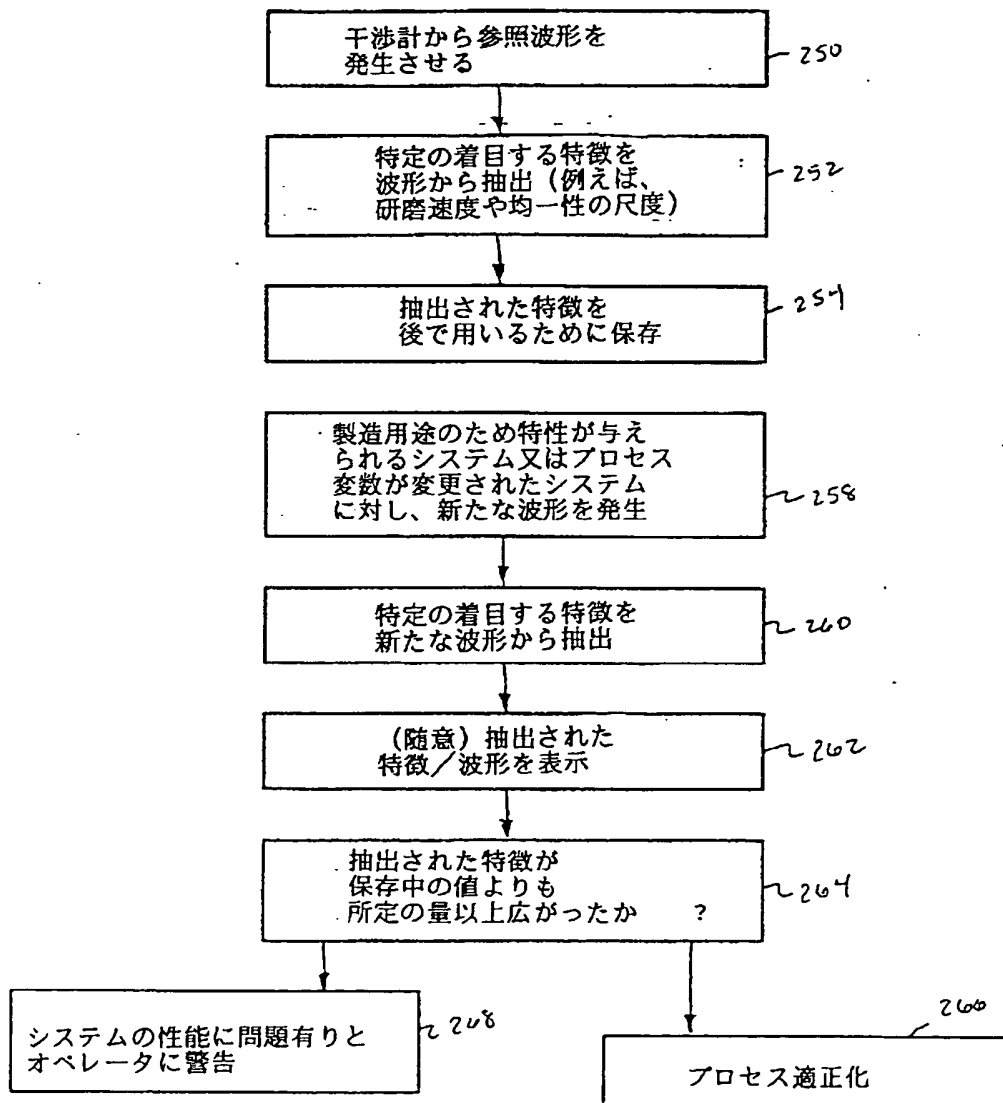 干渉計から参照波形を
発生させる
250
特定の着目する特徴を
波形から抽出（例えば、
研磨速度や均一性の尺度）
252
抽出された特徴を
後で用いるために保存
254
製造用途のため特性が与え
られるシステム又はプロセス
変数が変更されたシステム
に対し、新たな波形を発生
258
特定の着目する特徴を
新たな波形から抽出
260
（随意）抽出された
特徴／波形を表示
262
抽出された特徴が
保存中の値よりも
所定の量以上広がったか　？
264
システムの性能に問題有りと
オペレータに警告
268
プロセス適正化
266